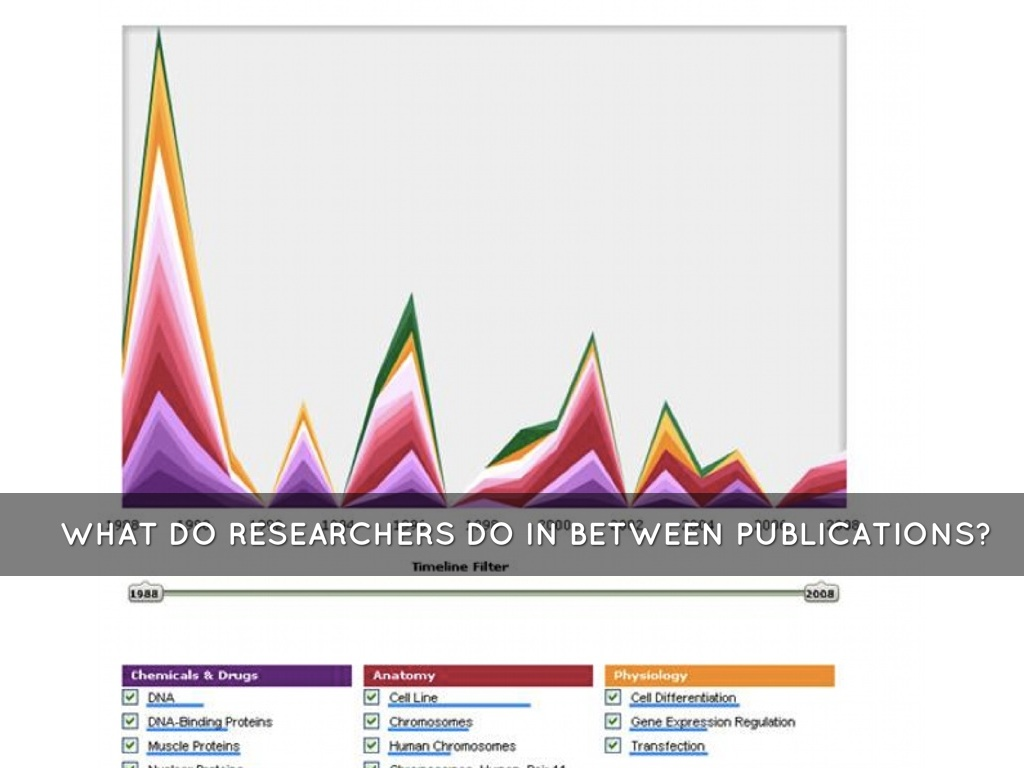 WHAT DO RESEARCHERS DO IN BETWEEN PUBLICATIONS?
Timeline Filter
1988 2008
Chemicals & Drugs Anatomy Physiology
DNA Cell Line Cell Differentiation
DNA-Binding Proteins Chromosomes Gene Expression Regulation
Muscle Proteins Human Chromosomes Transfection